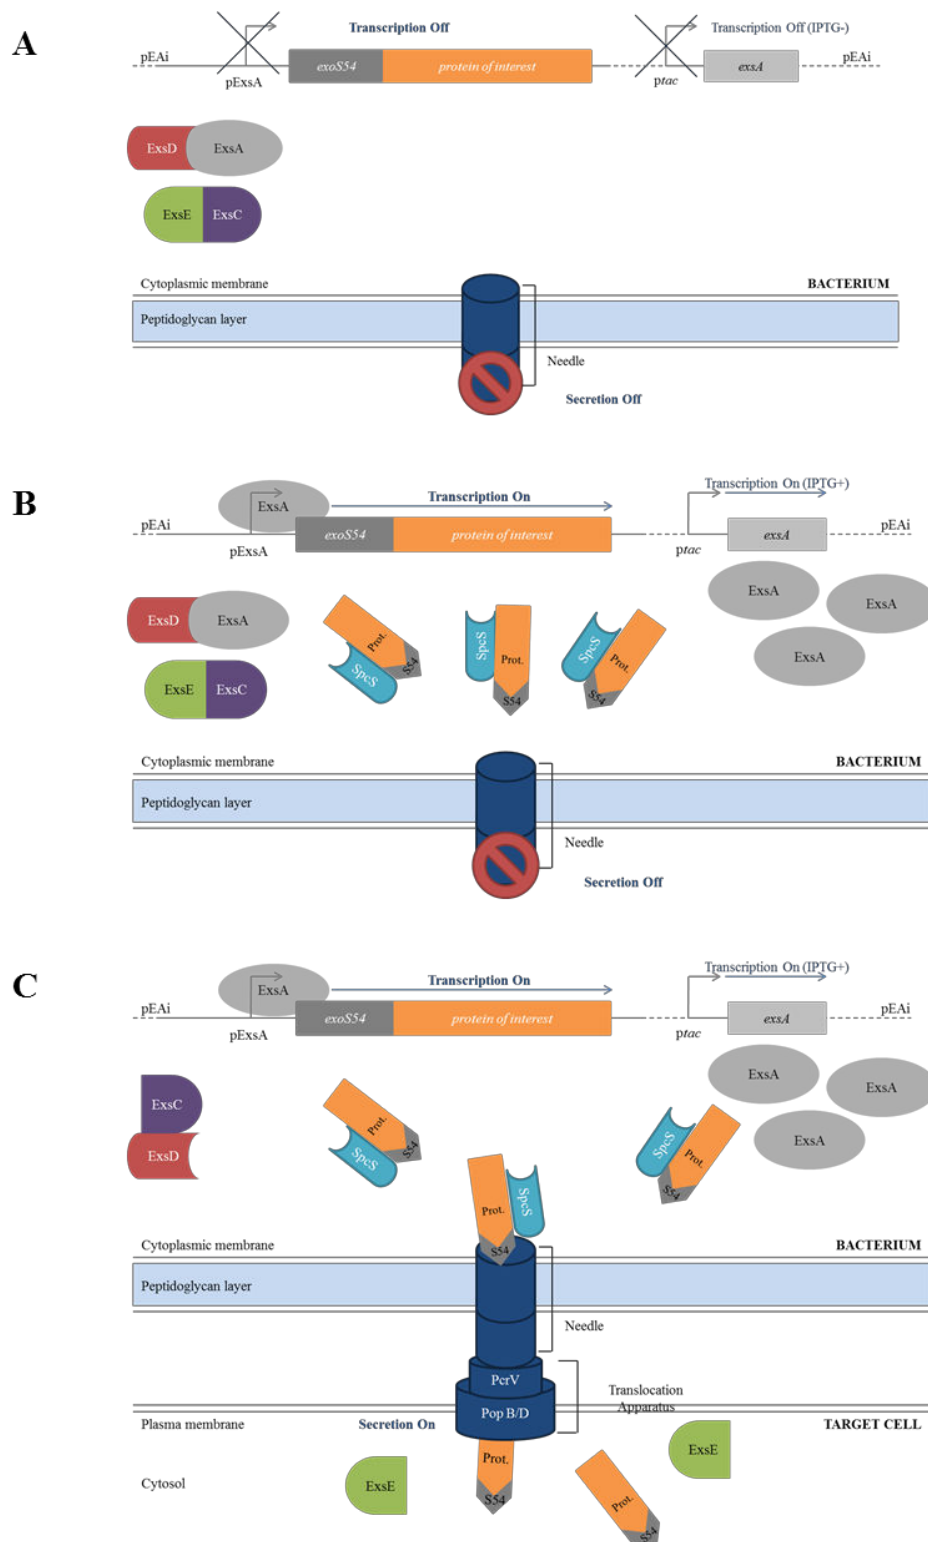 A
Transcription Off
Transcription Off (IPTG-)
pEAi
pExsA
exoS54
protein of interest
ptac
exsA
pEAi
ExsD
ExsA
ExsE
ExsC
Cytoplasmic membrane
BACTERIUM
Peptidoglycan layer
Needle
Secretion Off
B
ExsA
Transcription On
Transcription On (IPTG+)
pEAi
pExsA
exoS54
protein of interest
ptac
exsA
pEAi
ExsA
ExsA
ExsA
ExsD
ExsA
ExsE
ExsC
Prot.
SpcS
S54
SpcS
Prot.
S54
SpcS
Prot.
S54
Cytoplasmic membrane
BACTERIUM
Peptidoglycan layer
Needle
Secretion Off
C
ExsA
Transcription On
Transcription On (IPTG+)
pEAi
pExsA
exoS54
protein of interest
ptac
exsA
pEAi
ExsA
ExsA
ExsA
ExsC
ExsD
Prot.
SpcS
S54
SpcS
Prot.
S54
Prot.
SpcS
S54
Cytoplasmic membrane
BACTERIUM
Peptidoglycan layer
Needle
PcrV
Pop B/D
Translocation
Apparatus
Plasma membrane
Secretion On
TARGET CELL
Cytosol
ExsE
Prot.
S54
ExsE
Prot.
S54